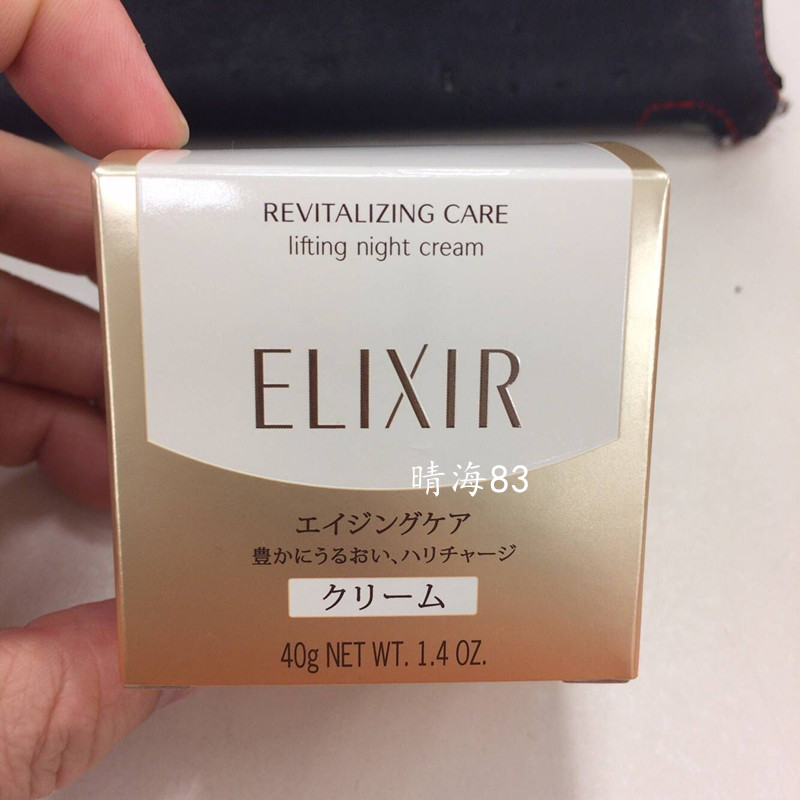 REVITALIZING CARE
lifting night cream
ELIXIR
晴海83
エイジングケア
豊かにうるおい、ハリチャージ
クリーム
40g NET WT. 1.4 OZ.